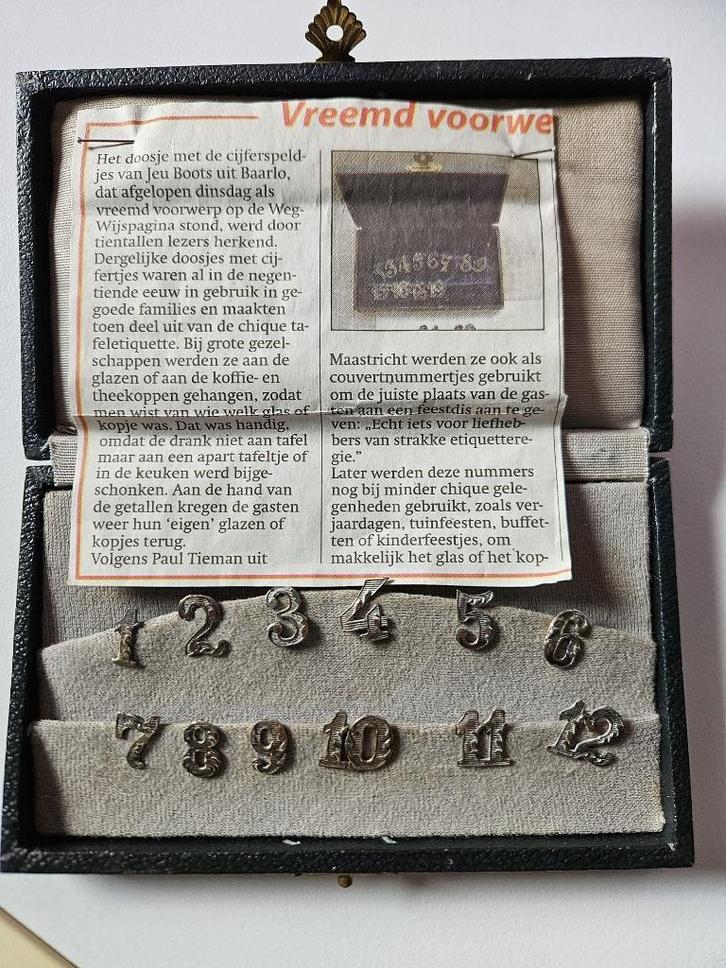 Vreemd voorwe
Het doosje met de cijferspeld-
jes van Jeu Boots uit Baarlo,
dat afgelopen dinsdag als
vreemd voorwerp op de Weg-
Wijspagina stond, werd door
tientallen lezers herkend.
Dergelijke doosjes met cij-
fertjes waren al in de negen-
tiende eeuw in gebruik in ge-
goede families en maakten
toen deel uit van de chique ta-
feletiquette. Bij grote gezel-
schappen werden ze aan de
glazen of aan de koffie- en
theekoppen gehangen, zodat
men wist van wie welk glas of
kopje was. Dat was handig,
omdat de drank niet aan tafel
maar aan een apart tafeltje of
in de keuken werd bijge-
schonken. Aan de hand van
de getallen kregen de gasten
weer hun ‘eigen’ glazen of
kopjes terug.
Volgens Paul Tieman uit
Maastricht werden ze ook als
couvertnummertjes gebruikt
om de juiste plaats van de gas-
ten aan een feestdis aan te ge-
ven: „Echt iets voor liefheb-
bers van strakke etiquettere-
gie.”
Later werden deze nummers
nog bij minder chique gele-
genheden gebruikt, zoals ver-
jaardagen, tuinfeesten, buffet-
ten of kinderfeestjes, om
makkelijk het glas of het kop-
1 2 3 4 5 6
7 8 9 10 11 12